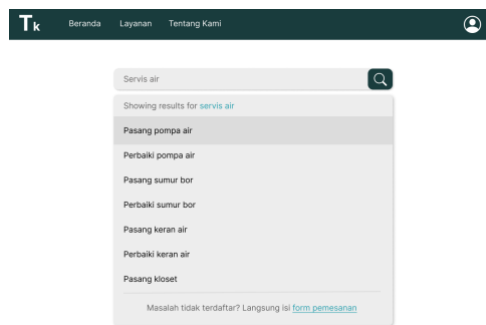 Tk Beranda Layanan Tentang Kami
Servis air
Showing results for servis air
Pasang pompa air
Perbaiki pompa air
Pasang sumur bor
Perbaiki sumur bor
Pasang keran air
Perbaiki keran air
Pasang kloset
Masalah tidak terdaftar? Langsung isi form pemesanan